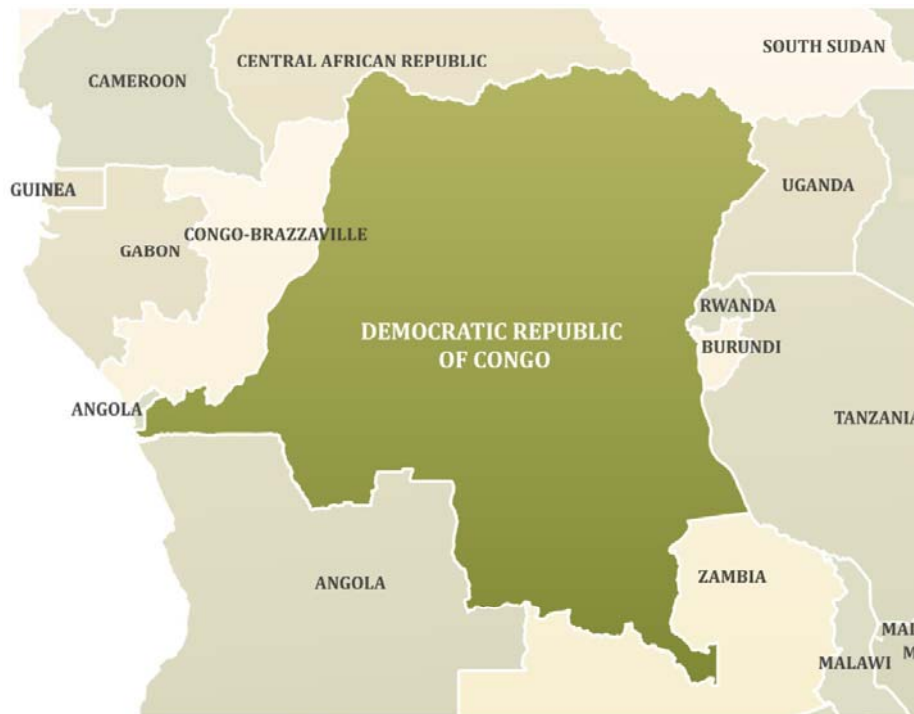 SOUTH SUDAN
CENTRAL AFRICAN REPUBLIC
CAMEROON
GUINEA
UGANDA
CONGO-BRAZZAVILLE
GABON
RWANDA
DEMOCRATIC REPUBLIC
OF CONGO
BURUNDI
ANGOLA
TANZANIA
ANGOLA
ZAMBIA
MALAWI